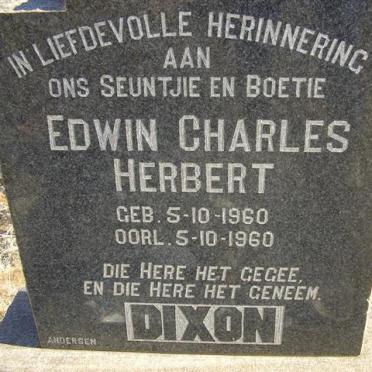 IN LIEFDEVOLLE HERINNERING
AAN
ONS SEUNTJIE EN BOETIE
EDWIN CHARLES
HERBERT
GEB. 5-10-1960
OORL. 5-10-1960
DIE HERE HET GEGEE,
EN DIE HERE HET GENEEM.
DIXON
ANDERSEN